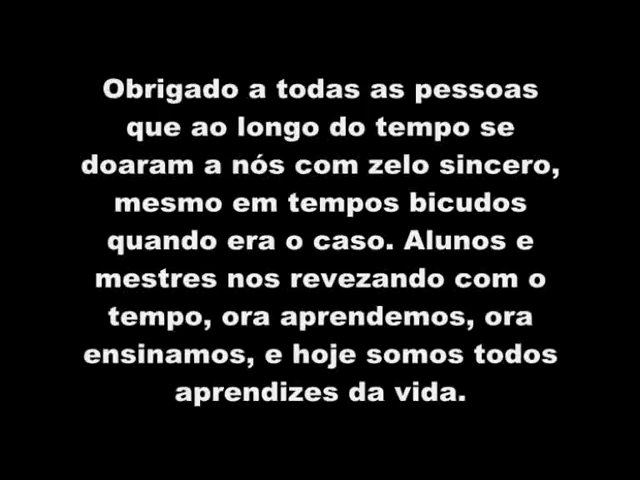 Obrigado a todas as pessoas
que ao longo do tempo se
doaram a nós com zelo sincero,
mesmo em tempos bicudos
quando era o caso. Alunos e
mestres nos revezando com o
tempo, ora aprendemos, ora
ensinamos, e hoje somos todos
aprendizes da vida.